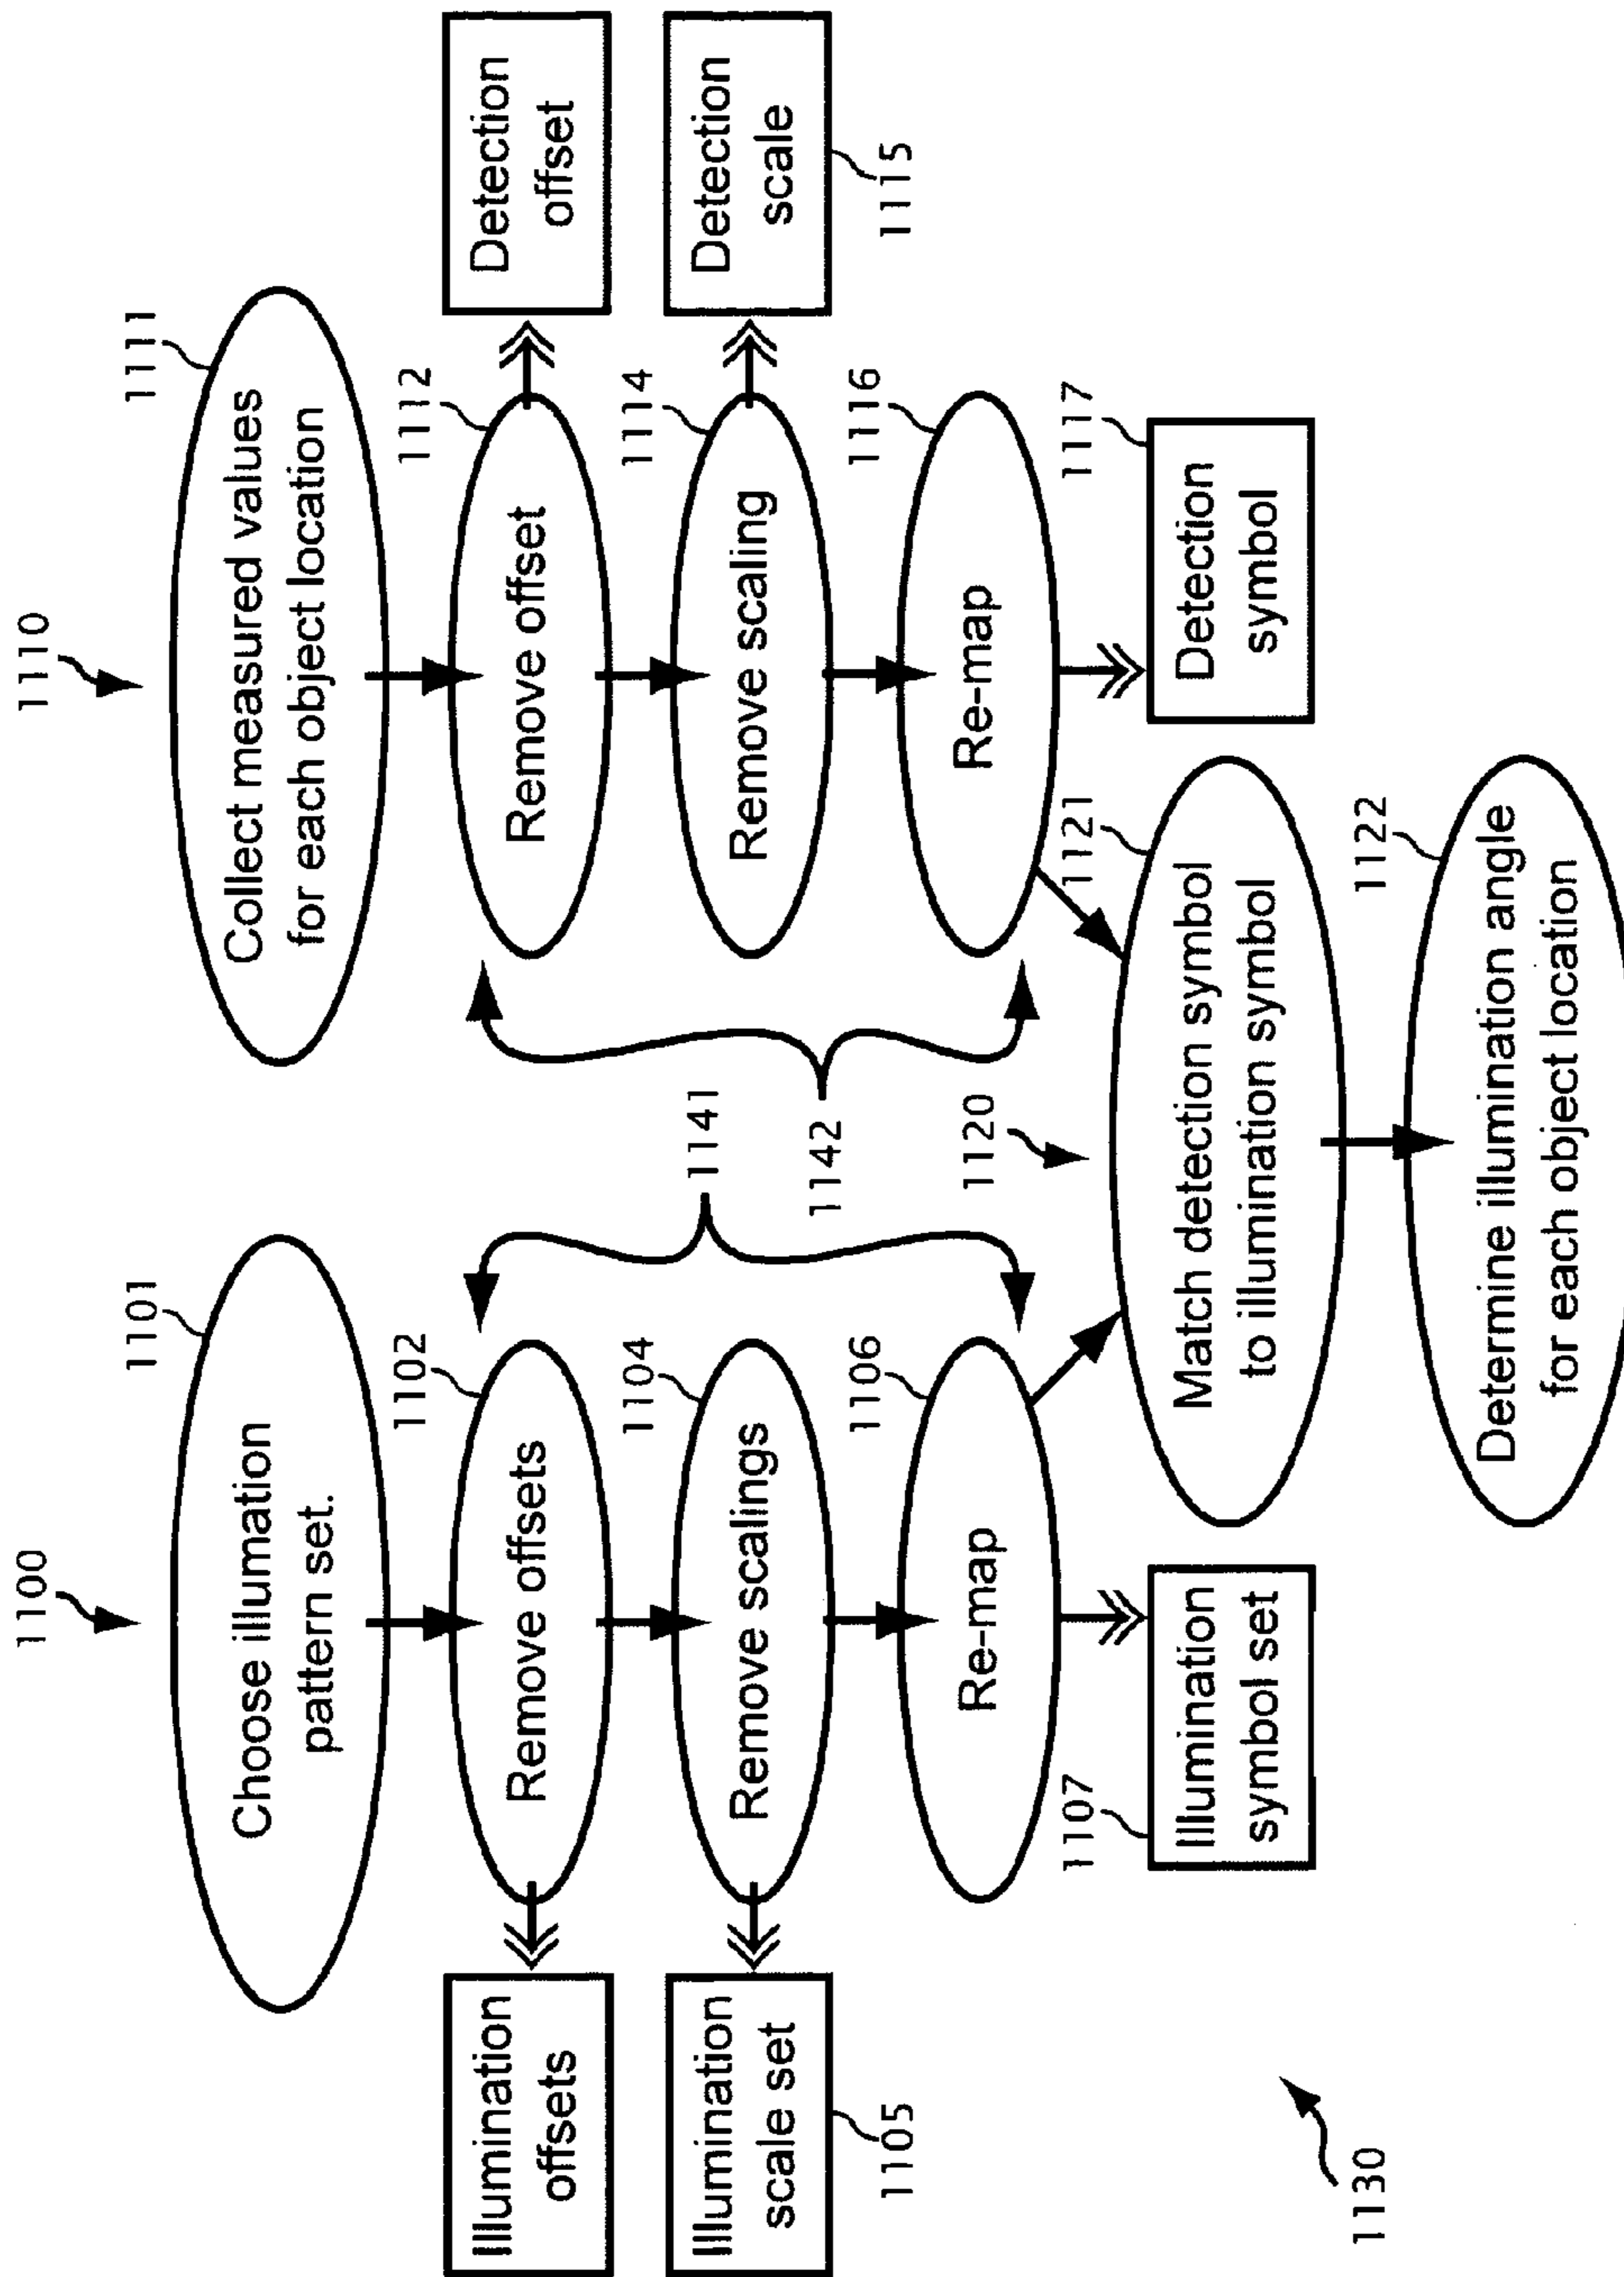 1100
1110
1101
Choose illumination
pattern set.
1111
Collect measured values
for each object location
Illumination
offsets
1102
Remove offsets
1112
Remove offset
Detection
offset
1141
Illumination
scale set
1105
1104
Remove scalings
1114
Remove scaling
Detection
scale
1115
1142
1106
Re-map
1116
Re-map
1120
1107
Illumination
symbol set
1117
Detection
symbol
1121
Match detection symbol
to illumination symbol
1122
Determine illumination angle
for each object location
1130